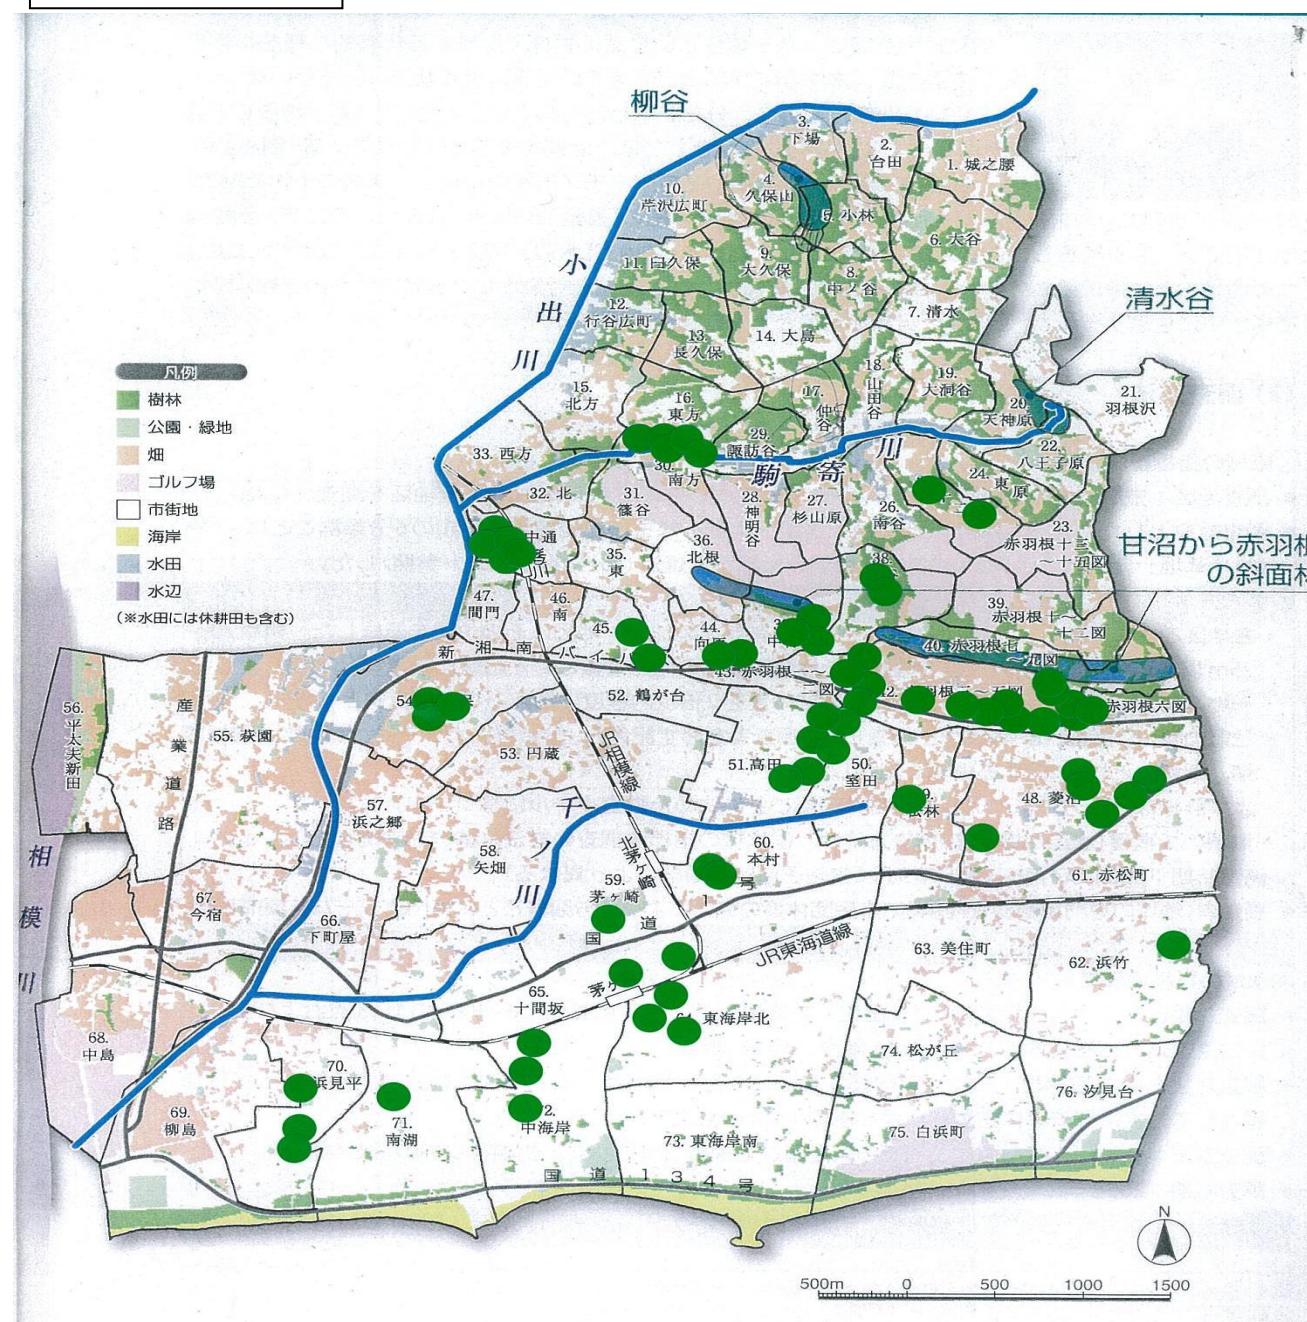 柳谷
3.
下場
2.
台田
1. 城之腰
4.
久保山
10.
芹沢広町
5. 小林
6. 大谷
9.
大久保
8.
中ノ谷
11. 臼久保
小出川
清水谷
12.
行谷広町
7. 清水
14. 大島
13.
長久保
凡例
樹林
公園・緑地
畑
ゴルフ場
市街地
海岸
水田
水辺
(※水田には休耕田も含む)
18.
山田谷
19.
大洞谷
21.
羽根沢
15.
北方
16.
東方
17.
仲谷
20.
天神原
29.
諏訪谷
駒寄川
22.
八王子原
33. 西方
30.
南方
24.
東原
32. 北
31.
篠谷
28.
神明谷
27.
杉山原
26.
南谷
23.
赤羽根十三
～十五図
中通
36.
北根
35.
東
38.
甘沼から赤羽根
の斜面林
47.
間門
46.
南
39.
赤羽根十～
十二図
45.
44.
向原
中
40. 赤羽根七
～九図
新湘南バイパ
43. 赤羽根一～
二図
赤羽根六図
52. 鶴が台
56.
平太夫新田
産業道路
55. 萩園
54
53. 円蔵
JR相模線
51. 高田
50.
室田
48. 菱沼
松林
57.
浜之郷
千ノ川
58.
矢畑
北茅ケ崎
60.
本村
61. 赤松町
相模川
59.
茅ヶ崎
国道1号
67.
今宿
66.
下町屋
JR東海道線
63. 美住町
62. 浜竹
65.
十間坂
茅ケ
68.
中島
東海岸北
74. 松が丘
70.
浜見平
76. 汐見台
69.
柳島
71.
南湖
72.
中海岸
73. 東海岸南
75. 白浜町
国道134号
N
500m 0 500 1000 1500